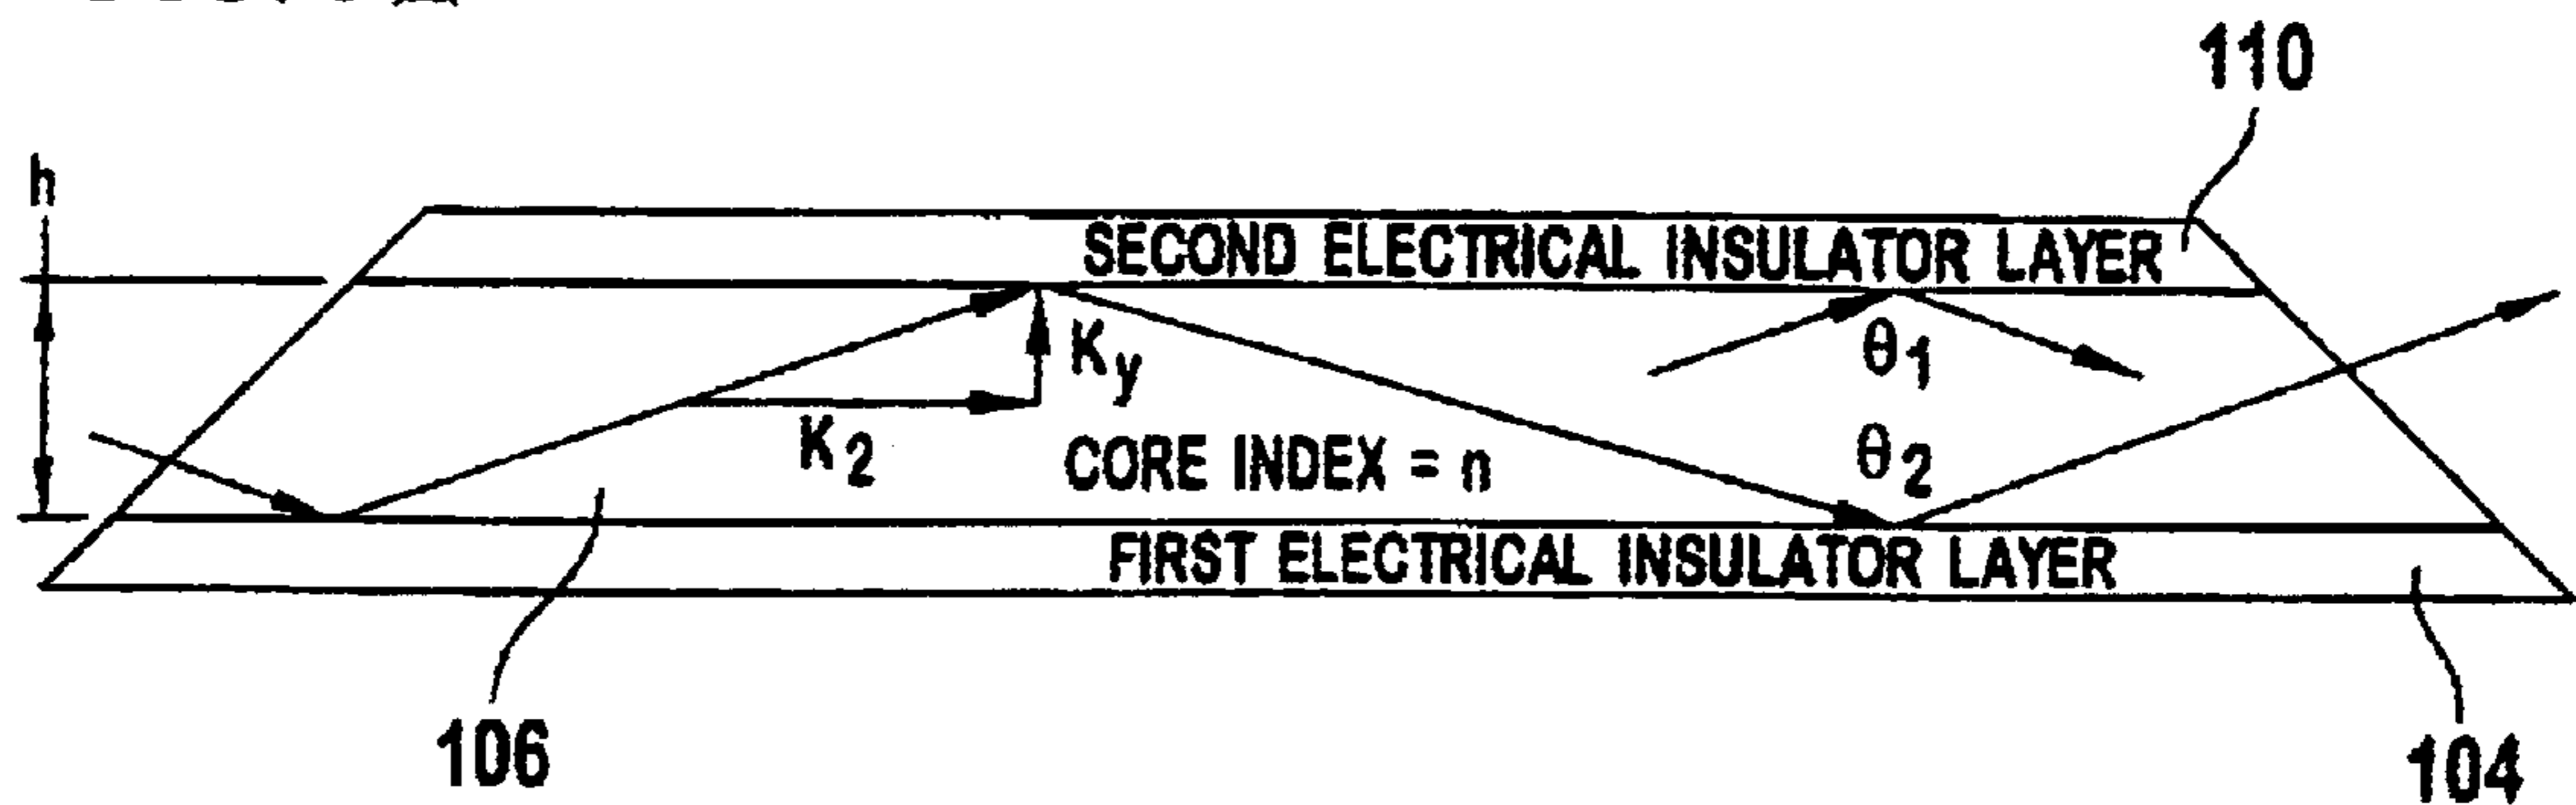 110
h
SECOND ELECTRICAL INSULATOR LAYER
Ky
θ1
K2
CORE INDEX = n
θ2
FIRST ELECTRICAL INSULATOR LAYER
106
104